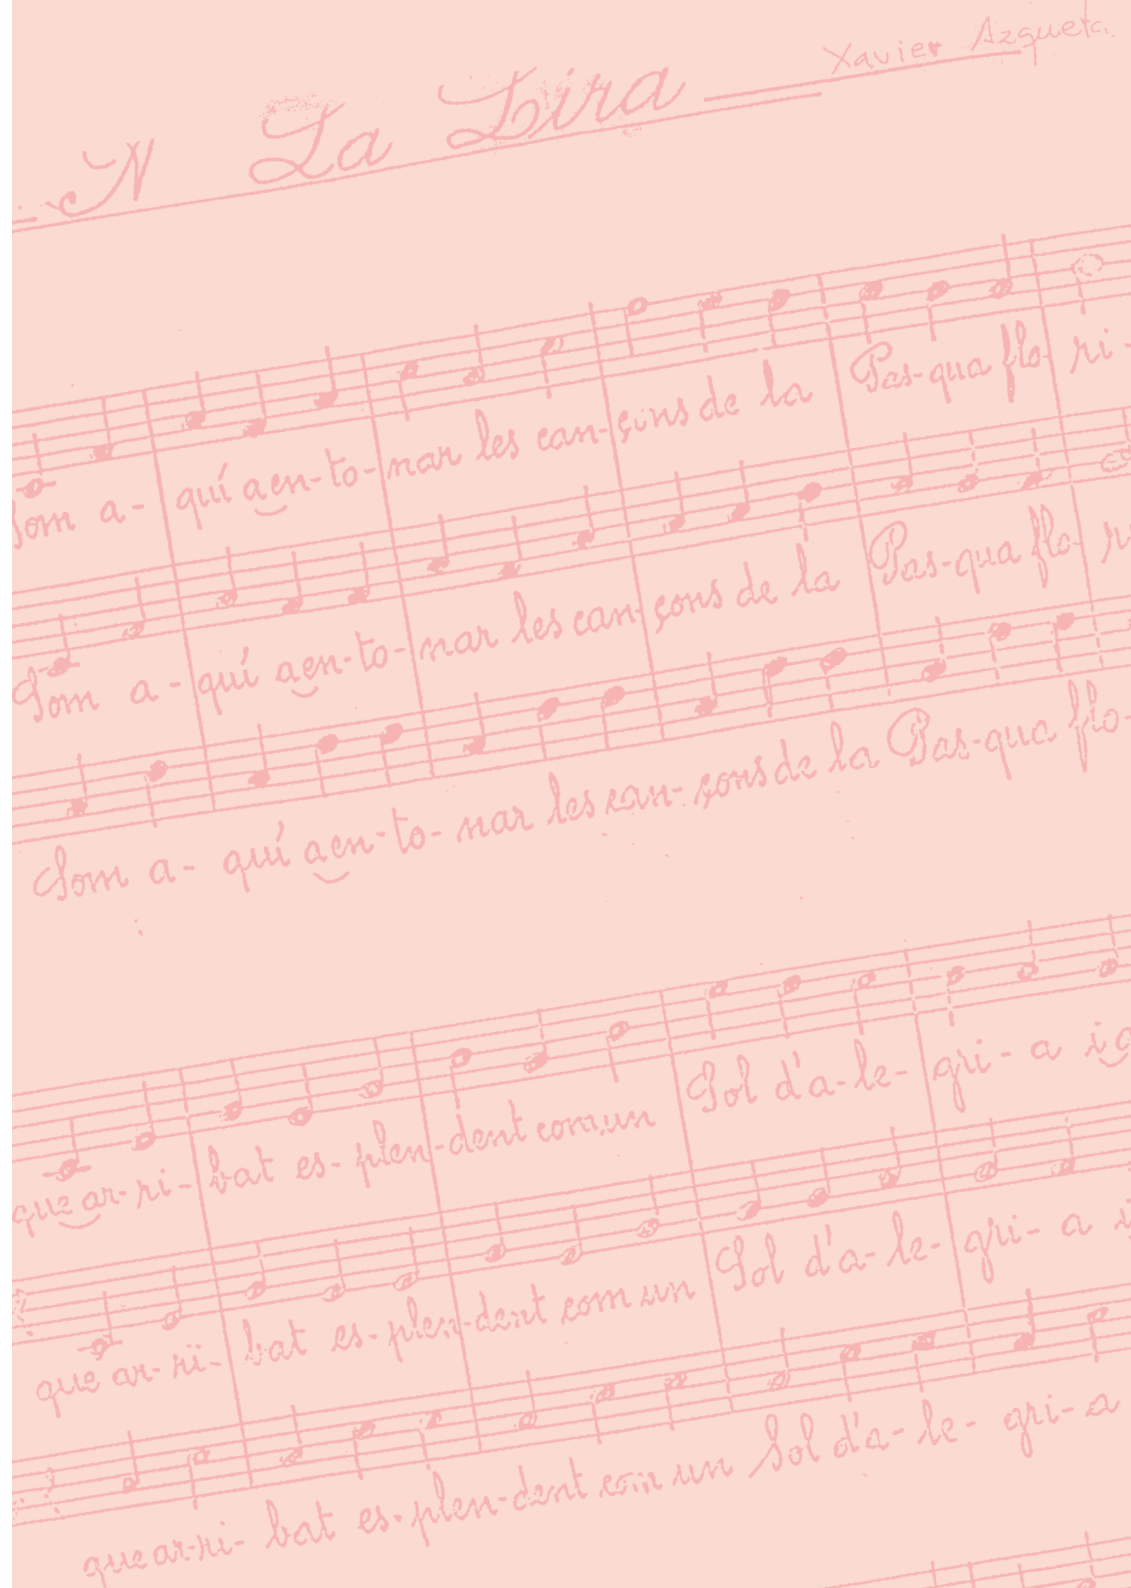 Xavier Azqueta.
N La Lira
Som a- quí aen-to-nar les can-çons de la Pas-qua flo-ri-
Som a- quí aen-to-nar les can-çons de la Pas-qua flo-
Som a- quí aen-to-nar les can-çons de la Pas-qua flo-
que ar-ri-bat es-plen-dent com un Sol d'a-le-gri-a i
que ar-ri-bat es-plen-dent com un Sol d'a-le-gri-a i
que ar-ri-bat es-plen-dent com un Sol d'a-le-gri-a